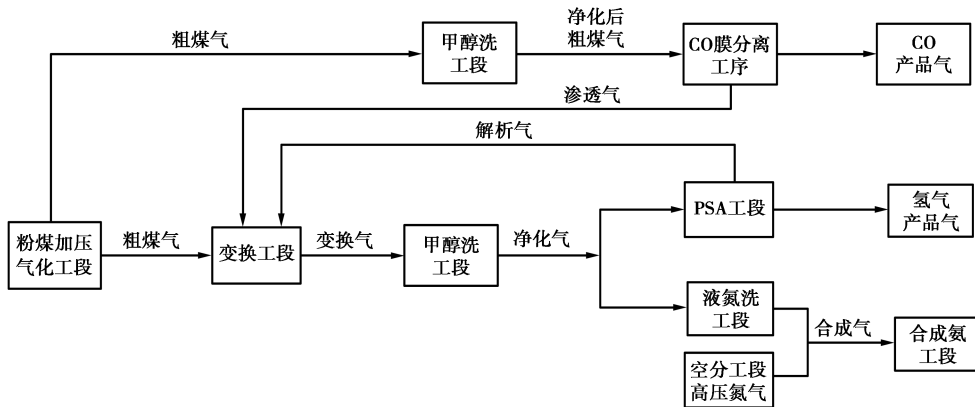 粗煤气
甲醇洗
工段
净化后
粗煤气
CO膜分离
工序
CO
产品气
渗透气
解析气
粉煤加压
气化工段
粗煤气
变换工段
变换气
甲醇洗
工段
净化气
PSA工段
氢气
产品气
液氮洗
工段
合成气
合成氨
工段
空分工段
高压氮气